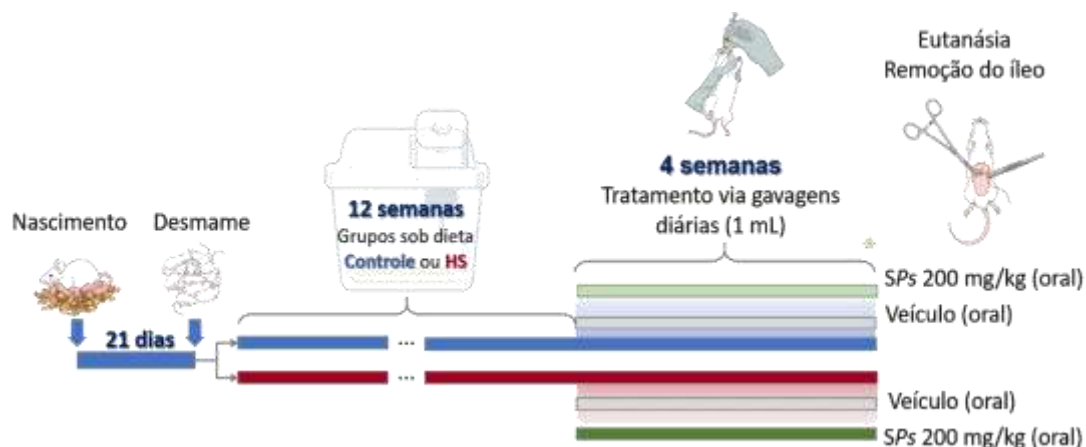 Nascimento
Desmame
21 dias
12 semanas
Grupos sob dieta
Controle ou HS
4 semanas
Tratamento via gavagens
diárias (1 mL)
Eutanásia
Remoção do íleo
SPs 200 mg/kg (oral)
Veículo (oral)
...
...
Veículo (oral)
SPs 200 mg/kg (oral)